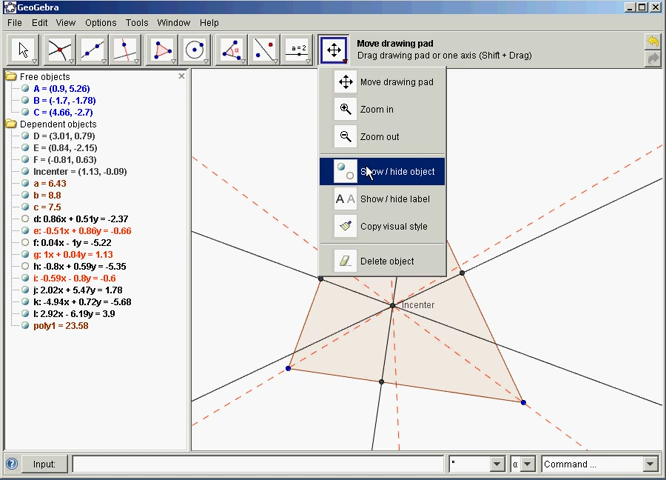 GeoGebra
File Edit View Options Tools Window Help
a = 2
Move drawing pad
Drag drawing pad or one axis (Shift + Drag)
Free objects
A = (0.9, 5.26)
B = (-1.7, -1.78)
C = (4.66, -2.7)
Dependent objects
D = (3.01, 0.79)
E = (0.84, -2.15)
F = (-0.81, 0.63)
Incenter = (1.13, -0.09)
a = 6.43
b = 8.8
c = 7.5
d: 0.86x + 0.51y = -2.37
e: -0.51x + 0.86y = -0.66
f: 0.04x - 1y = -5.22
g: 1x + 0.04y = 1.13
h: -0.8x + 0.59y = -5.35
i: -0.59x - 0.8y = -0.6
j: 2.02x + 5.47y = 1.78
k: -4.94x + 0.72y = -5.68
l: 2.92x - 6.19y = 3.9
poly1 = 23.58
Move drawing pad
Zoom in
Zoom out
Show / hide object
A A Show / hide label
Copy visual style
Delete object
Incenter
Input:
α
Command ...